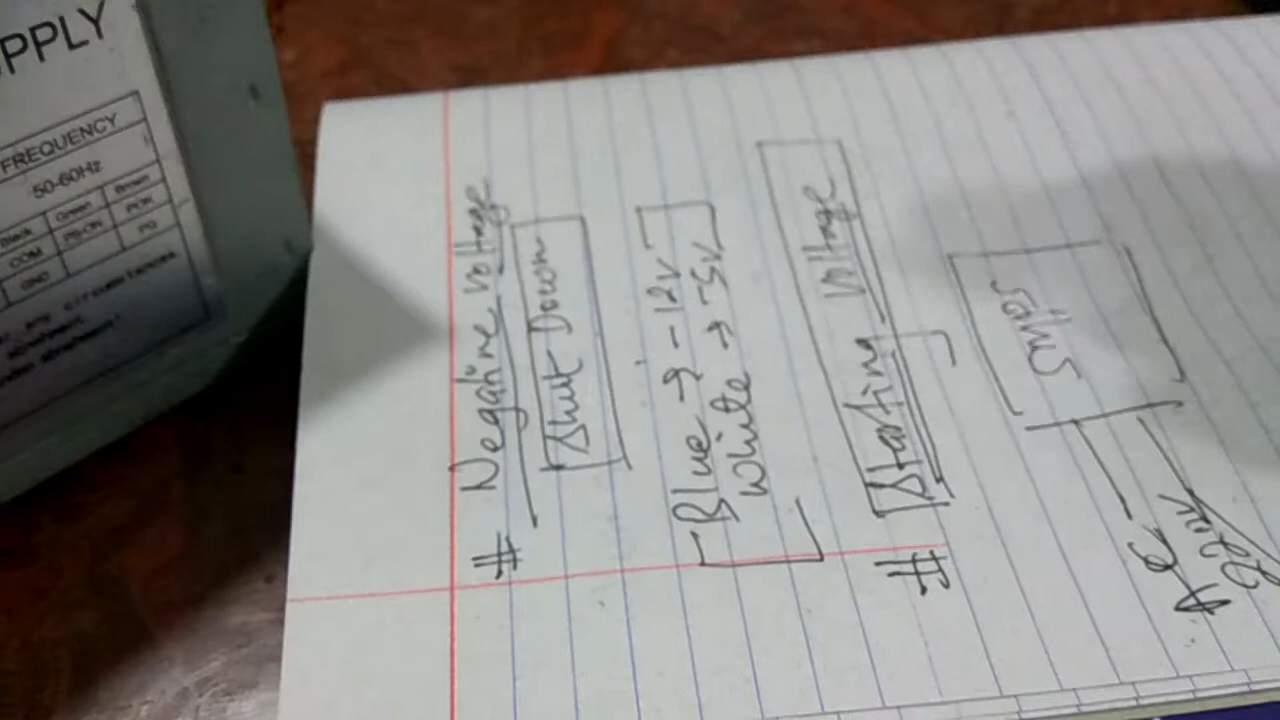 PPLY
FREQUENCY
50-60Hz
Black Green Brown
COM PS-ON POK
GND PG
# Negative voltage
Shut Down
Blue → -12V
White → -5V
# Starting voltage
SMPS
AC
220V